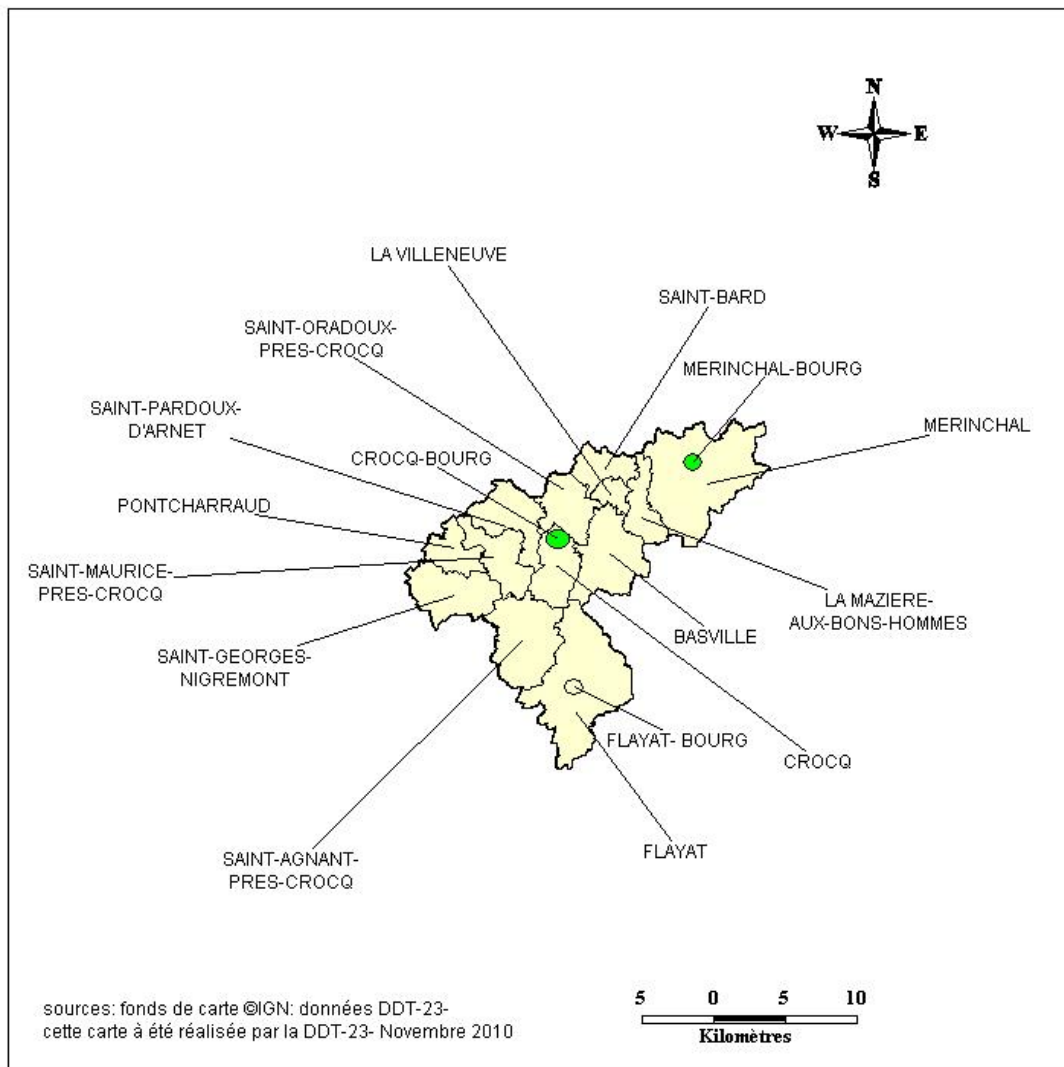 N
W E
S
LA VILLENEUVE
SAINT-BARD
SAINT-ORADOUX-
PRES-CROCQ
MERINCHAL-BOURG
SAINT-PARDOUX-
D'ARNET
MERINCHAL
CROCQ-BOURG
PONTCHARRAUD
SAINT-MAURICE-
PRES-CROCQ
LA MAZIERE-
AUX-BONS-HOMMES
BASVILLE
SAINT-GEORGES-
NIGREMONT
FLAYAT- BOURG
CROCQ
FLAYAT
SAINT-AGNANT-
PRES-CROCQ
sources: fonds de carte ©IGN: données DDT-23-
cette carte à été réalisée par la DDT-23- Novembre 2010
5 0 5 10
Kilomètres